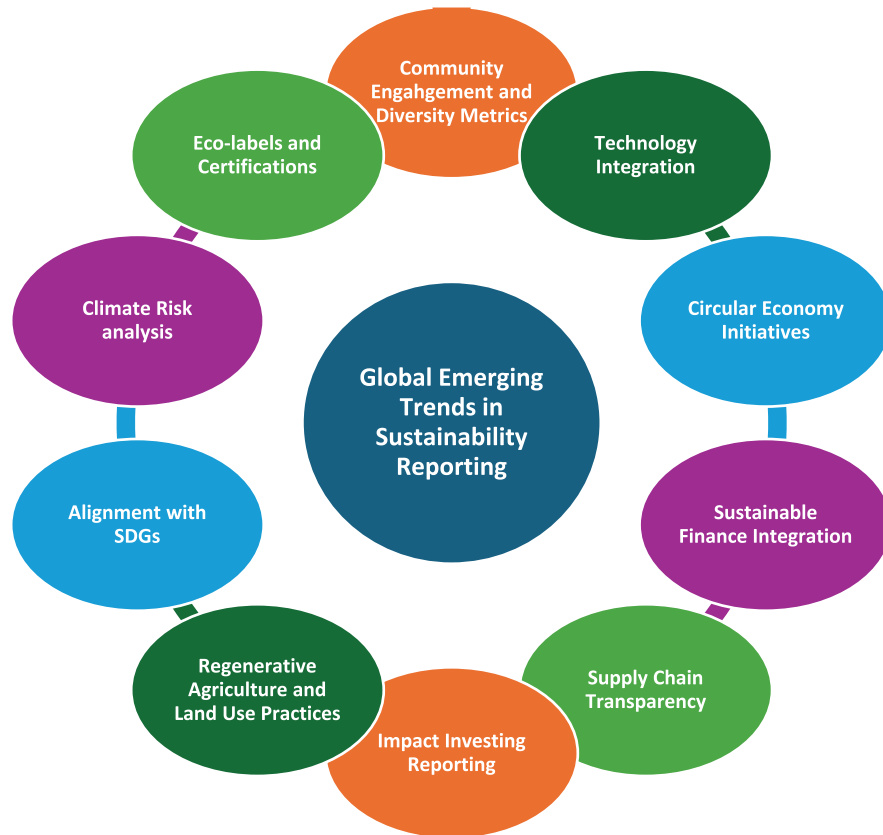 Community
Engahgement and
Diversity Metrics
Technology
Integration
Circular Economy
Initiatives
Sustainable
Finance Integration
Supply Chain
Transparency
Impact Investing
Reporting
Regenerative
Agriculture and
Land Use Practices
Alignment with
SDGs
Climate Risk
analysis
Eco-labels and
Certifications
Global Emerging
Trends in
Sustainability
Reporting